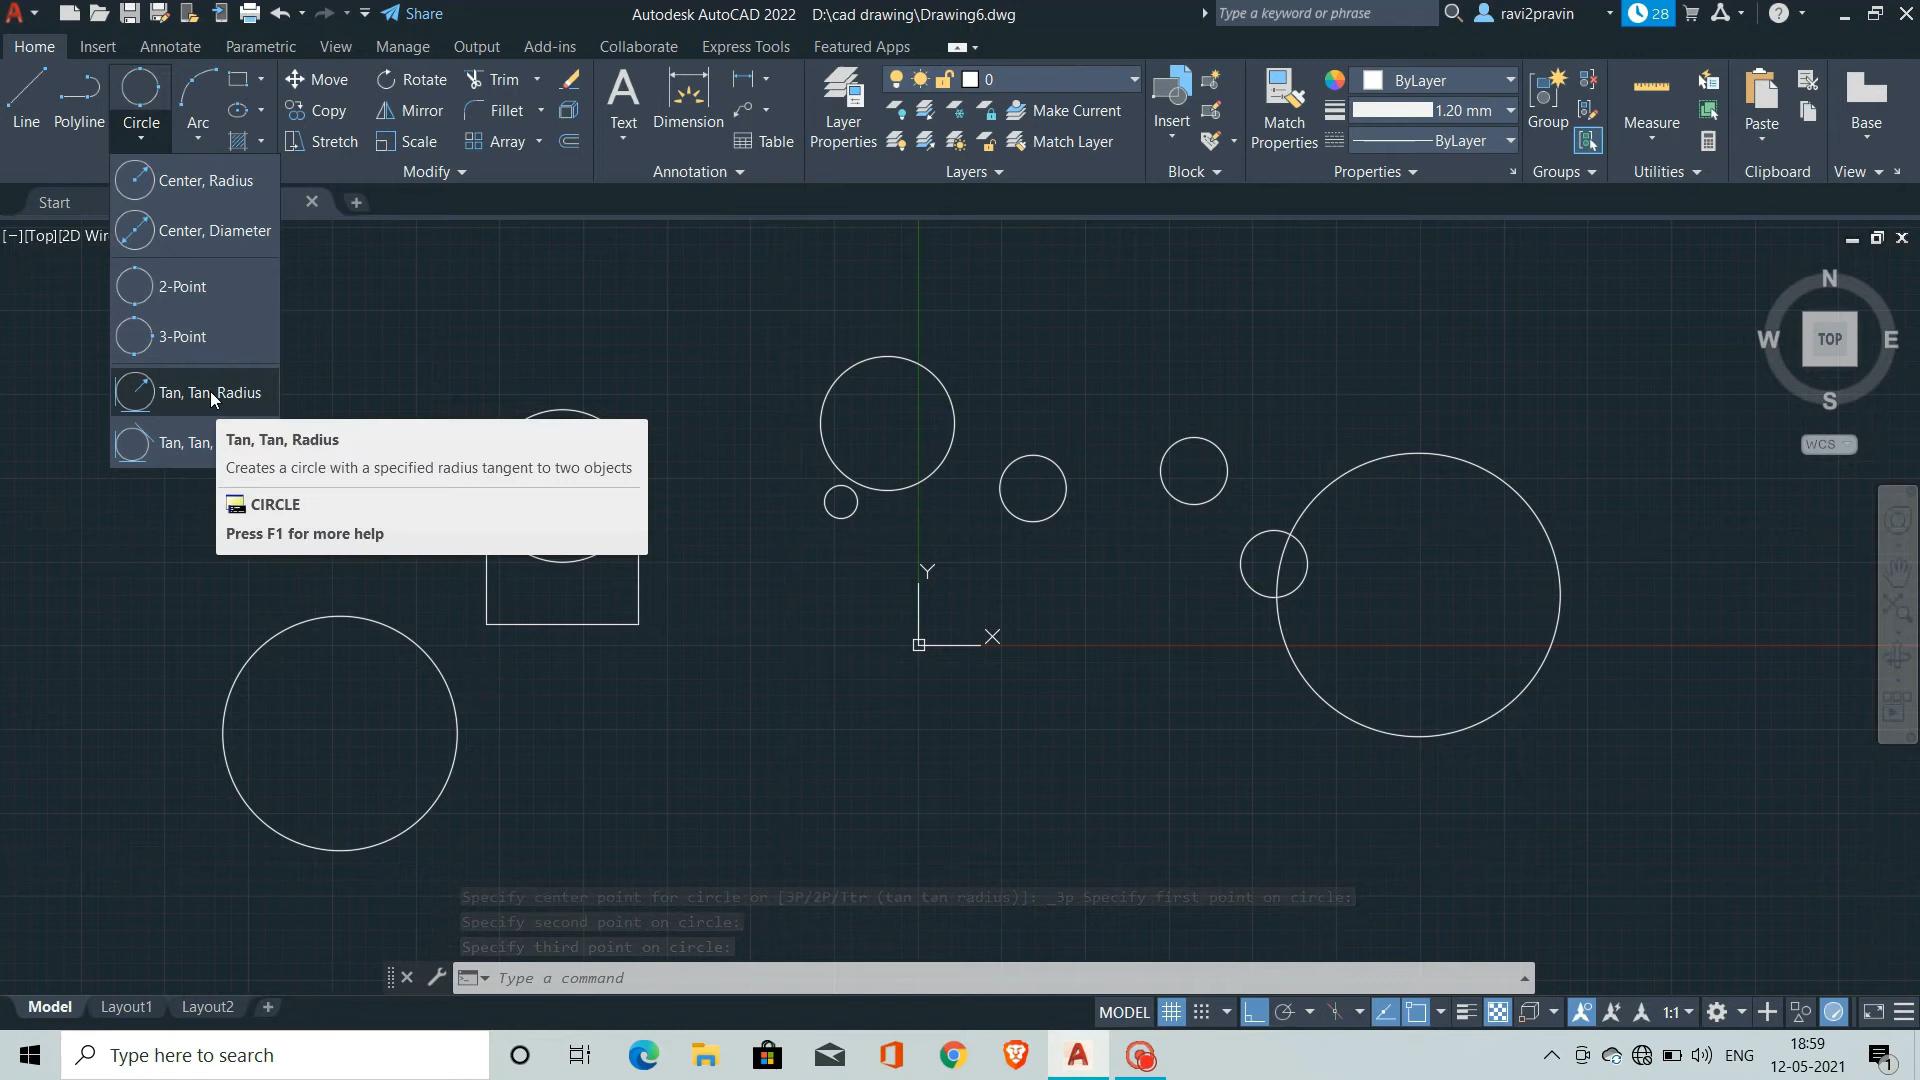 Share
Autodesk AutoCAD 2022   D:\cad drawing\Drawing6.dwg
Type a keyword or phrase
ravi2pravin
28
Home
Insert
Annotate
Parametric
View
Manage
Output
Add-ins
Collaborate
Express Tools
Featured Apps
Line
Polyline
Circle
Arc
Move
Rotate
Trim
Copy
Mirror
Fillet
Stretch
Scale
Array
Modify
Text
Dimension
Table
Annotation
Layer
Properties
0
Make Current
Match Layer
Layers
Insert
Block
Match
Properties
ByLayer
1.20 mm
ByLayer
Properties
Group
Groups
Measure
Utilities
Paste
Clipboard
Base
View
Start
[−][Top][2D Wir
Center, Radius
Center, Diameter
2-Point
3-Point
Tan, Tan, Radius
Tan, Tan,
Tan, Tan, Radius
Creates a circle with a specified radius tangent to two objects
CIRCLE
Press F1 for more help
N
W
TOP
E
S
WCS
Y
X
Specify center point for circle or [3P/2P/Ttr (tan tan radius)]: _3p Specify first point on circle:
Specify second point on circle:
Specify third point on circle:
Type a command
Model
Layout1
Layout2
MODEL
1:1
Type here to search
ENG
18:59
12-05-2021
1